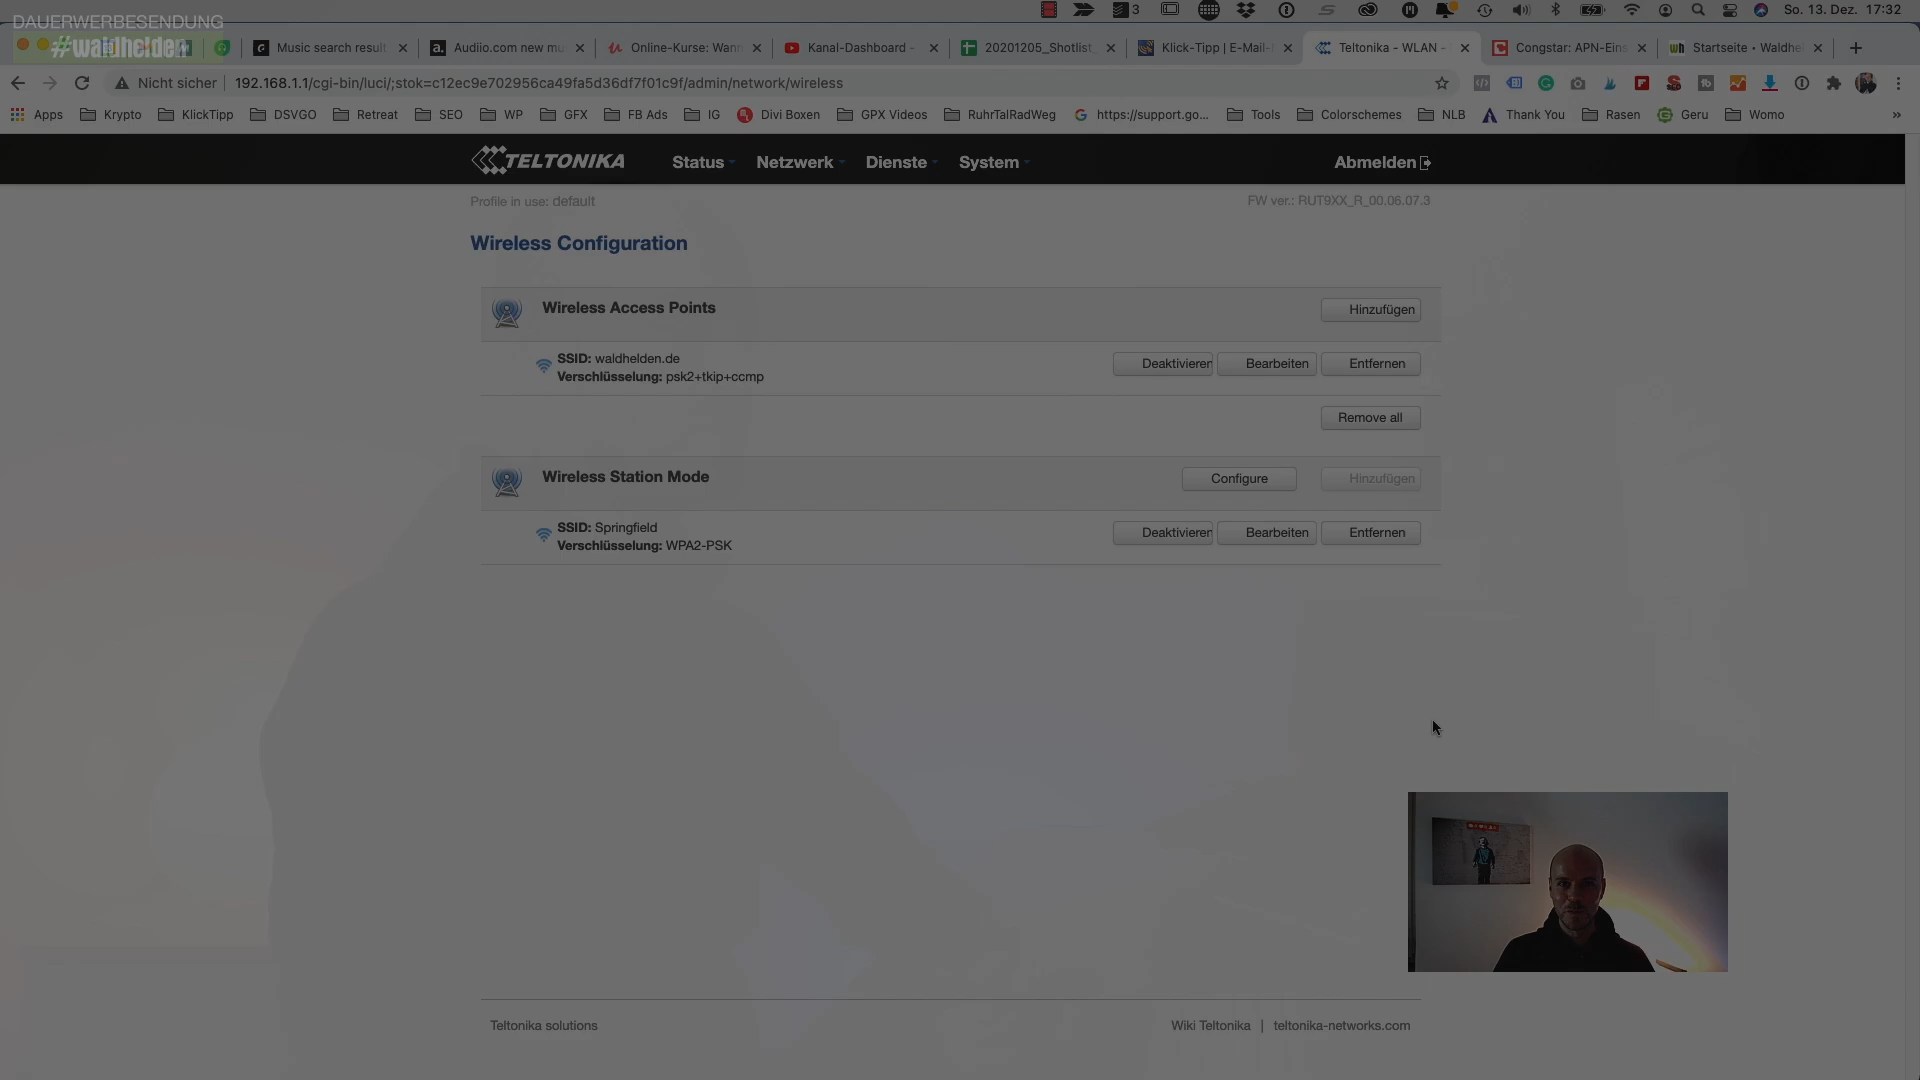 DAUERWERBESENDUNG
#waldhelden
3
So. 13. Dez. 17:32
Music search result
Audiio.com new mu
Online-Kurse: Wann
Kanal-Dashboard -
20201205_Shotlist
Klick-Tipp | E-Mail-
Teltonika - WLAN -
Congstar: APN-Eins
Startseite • Waldhel
Nicht sicher
192.168.1.1/cgi-bin/luci/;stok=c12ec9e702956ca49fa5d36df7f01c9f/admin/network/wireless
Apps
Krypto
KlickTipp
DSVGO
Retreat
SEO
WP
GFX
FB Ads
IG
Divi Boxen
GPX Videos
RuhrTalRadWeg
https://support.go...
Tools
Colorschemes
NLB
Thank You
Rasen
Geru
Womo
»
TELTONIKA
Status
Netzwerk
Dienste
System
Abmelden
Profile in use: default
FW ver.: RUT9XX_R_00.06.07.3
Wireless Configuration
Wireless Access Points
Hinzufügen
SSID: waldhelden.de
Verschlüsselung: psk2+tkip+ccmp
Deaktivieren
Bearbeiten
Entfernen
Remove all
Wireless Station Mode
Configure
Hinzufügen
SSID: Springfield
Verschlüsselung: WPA2-PSK
Deaktivieren
Bearbeiten
Entfernen
Teltonika solutions
Wiki Teltonika | teltonika-networks.com